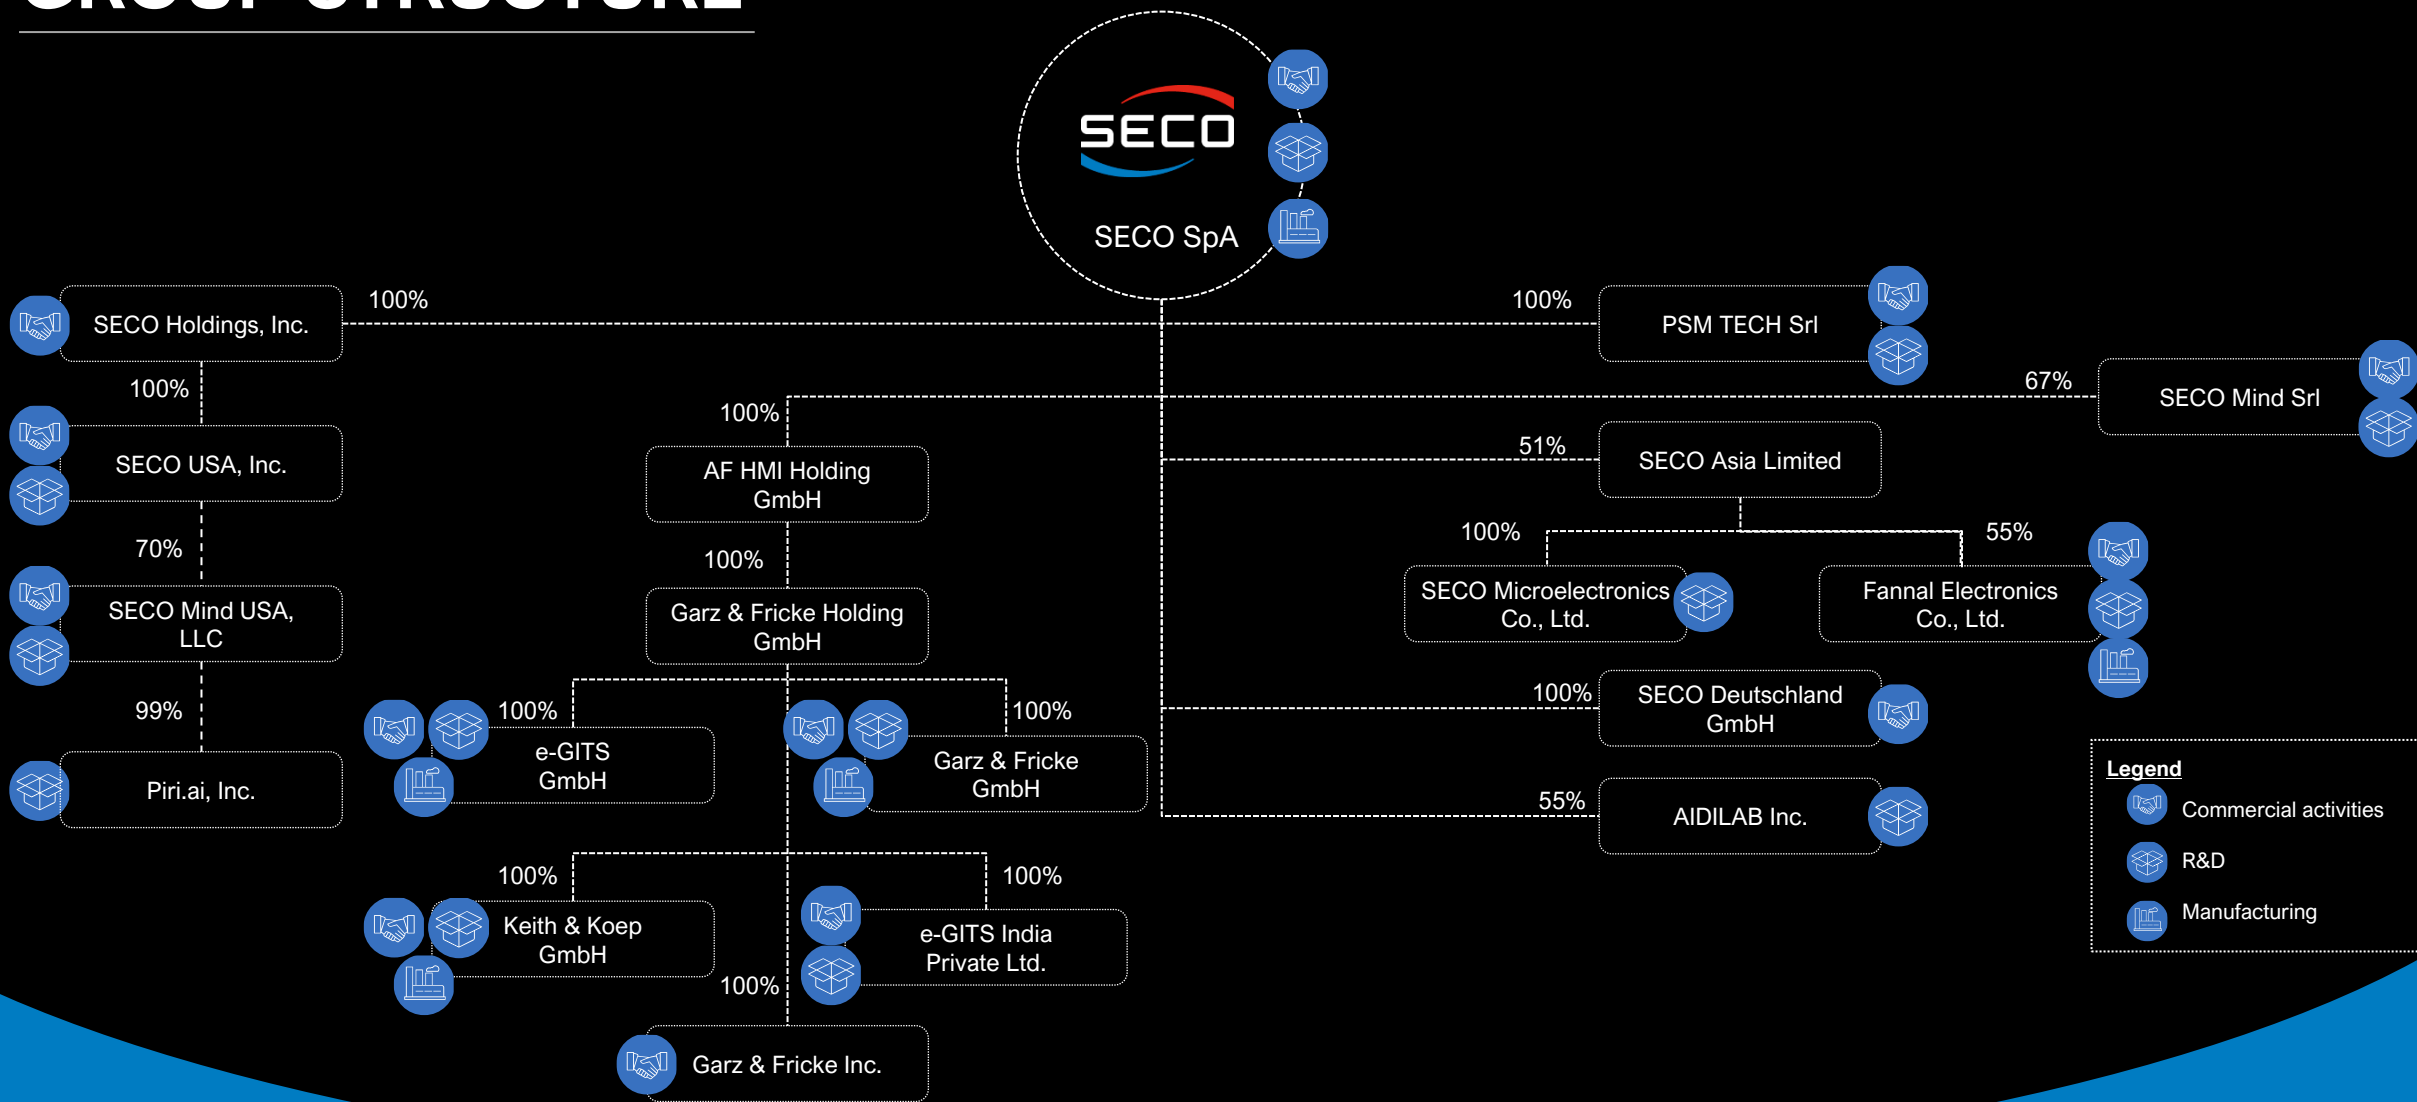 GROUP STRUCTURE
SECO
SECO SpA
SECO Holdings, Inc.
100%
100%
PSM TECH Srl
100%
67%
SECO Mind Srl
SECO USA, Inc.
100%
AF HMI Holding
GmbH
51%
SECO Asia Limited
70%
100%
100%
55%
SECO Mind USA,
LLC
Garz & Fricke Holding
GmbH
SECO Microelectronics
Co., Ltd.
Fannal Electronics
Co., Ltd.
99%
100%
100%
100%
SECO Deutschland
GmbH
Piri.ai, Inc.
e-GITS
GmbH
Garz & Fricke
GmbH
55%
AIDILAB Inc.
100%
100%
Keith & Koep
GmbH
e-GITS India
Private Ltd.
100%
Garz & Fricke Inc.
Legend
Commercial activities
R&D
Manufacturing